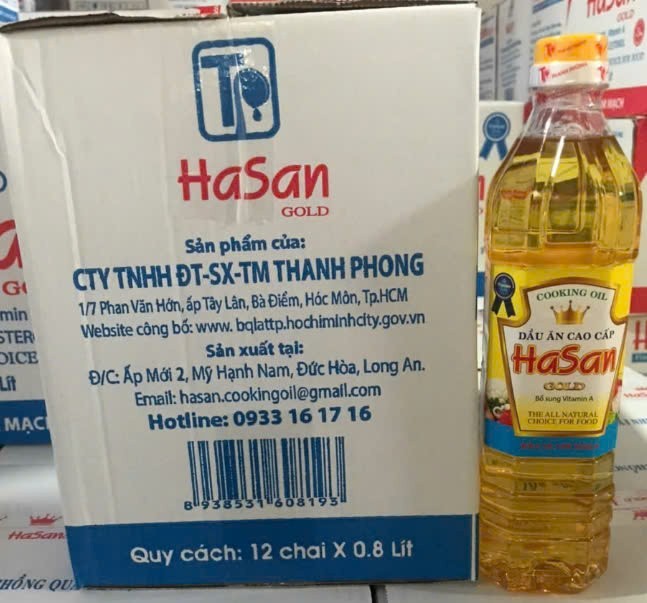 HaSan
GOLD
Sản phẩm của:
CTY TNHH ĐT-SX-TM THANH PHONG
1/7 Phan Văn Hớn, ấp Tây Lân, Bà Điểm, Hóc Môn, Tp.HCM
Website công bố: www. bqlattp.hochiminhcity.gov.vn
Sản xuất tại:
Đ/C: Ấp Mới 2, Mỹ Hạnh Nam, Đức Hòa, Long An.
Email: hasan.cookingoil@gmail.com
Hotline: 0933 16 17 16
8 938531 608193
Quy cách: 12 chai X 0.8 Lít
COOKING OIL
DẦU ĂN CAO CẤP
HaSan
GOLD
Bổ sung Vitamin A
THE ALL NATURAL
CHOICE FOR FOOD
GOLD
HaSan